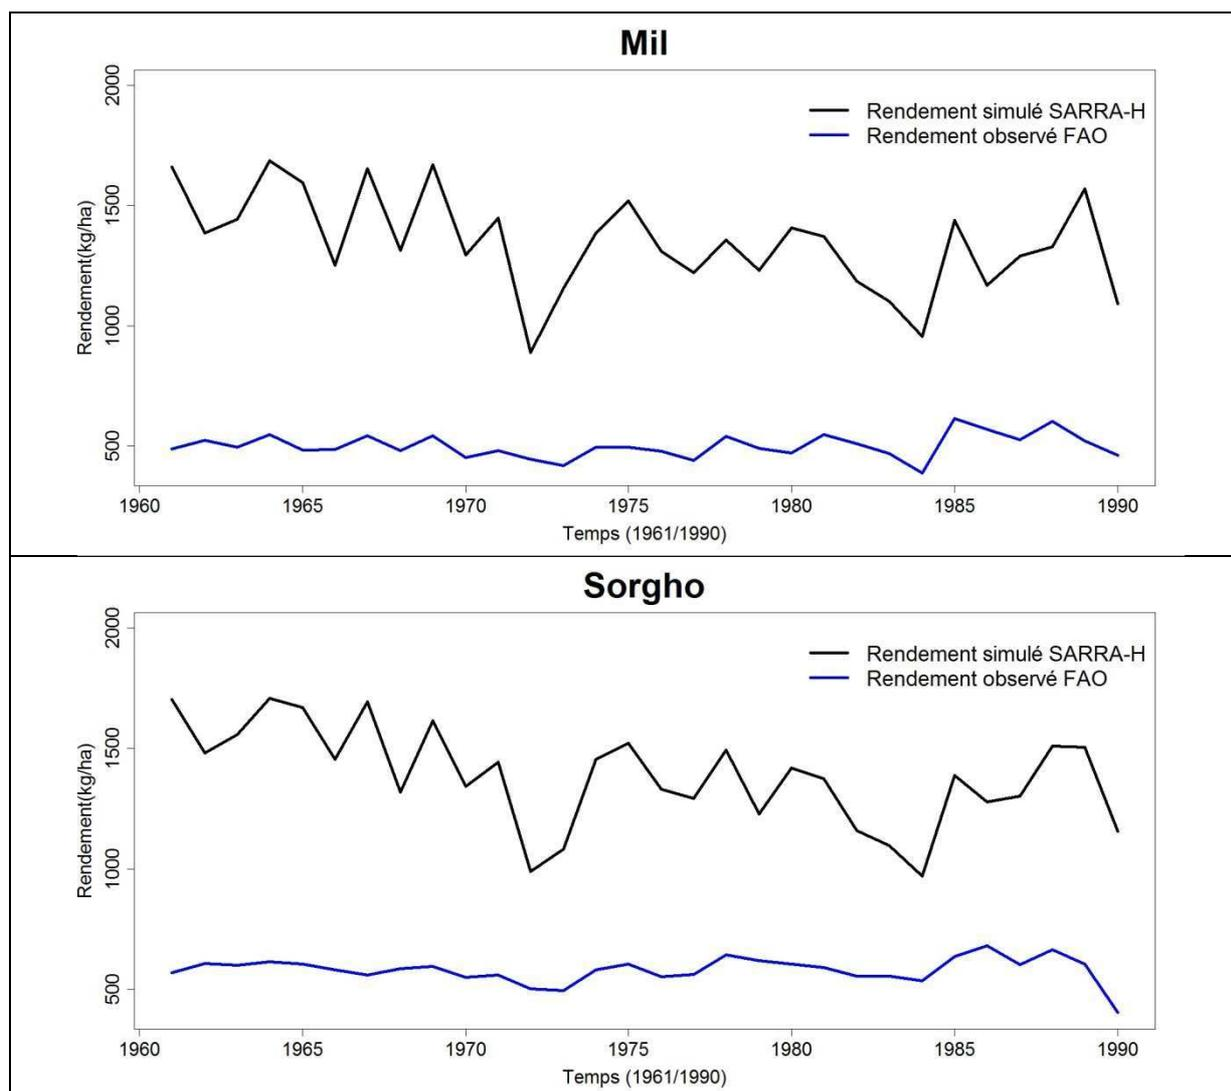 Mil
2000
1500
1000
500
Rendement(kg/ha)
Rendement simulé SARRA-H
Rendement observé FAO
1960 1965 1970 1975 1980 1985 1990
Temps (1961/1990)
Sorgho
2000
1500
1000
500
Rendement(kg/ha)
Rendement simulé SARRA-H
Rendement observé FAO
1960 1965 1970 1975 1980 1985 1990
Temps (1961/1990)